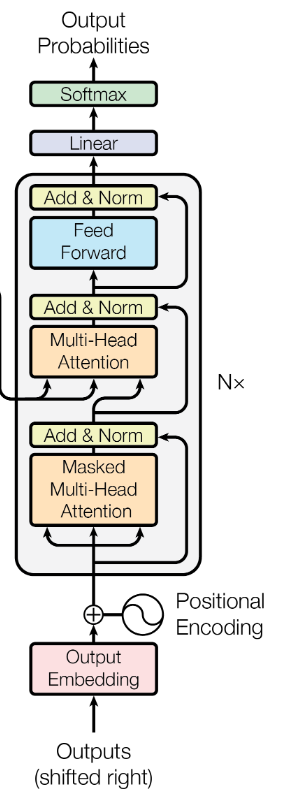 Output
Probabilities
Softmax
Linear
Add & Norm
Feed
Forward
Add & Norm
Multi-Head
Attention
N×
Add & Norm
Masked
Multi-Head
Attention
Positional
Encoding
Output
Embedding
Outputs
(shifted right)